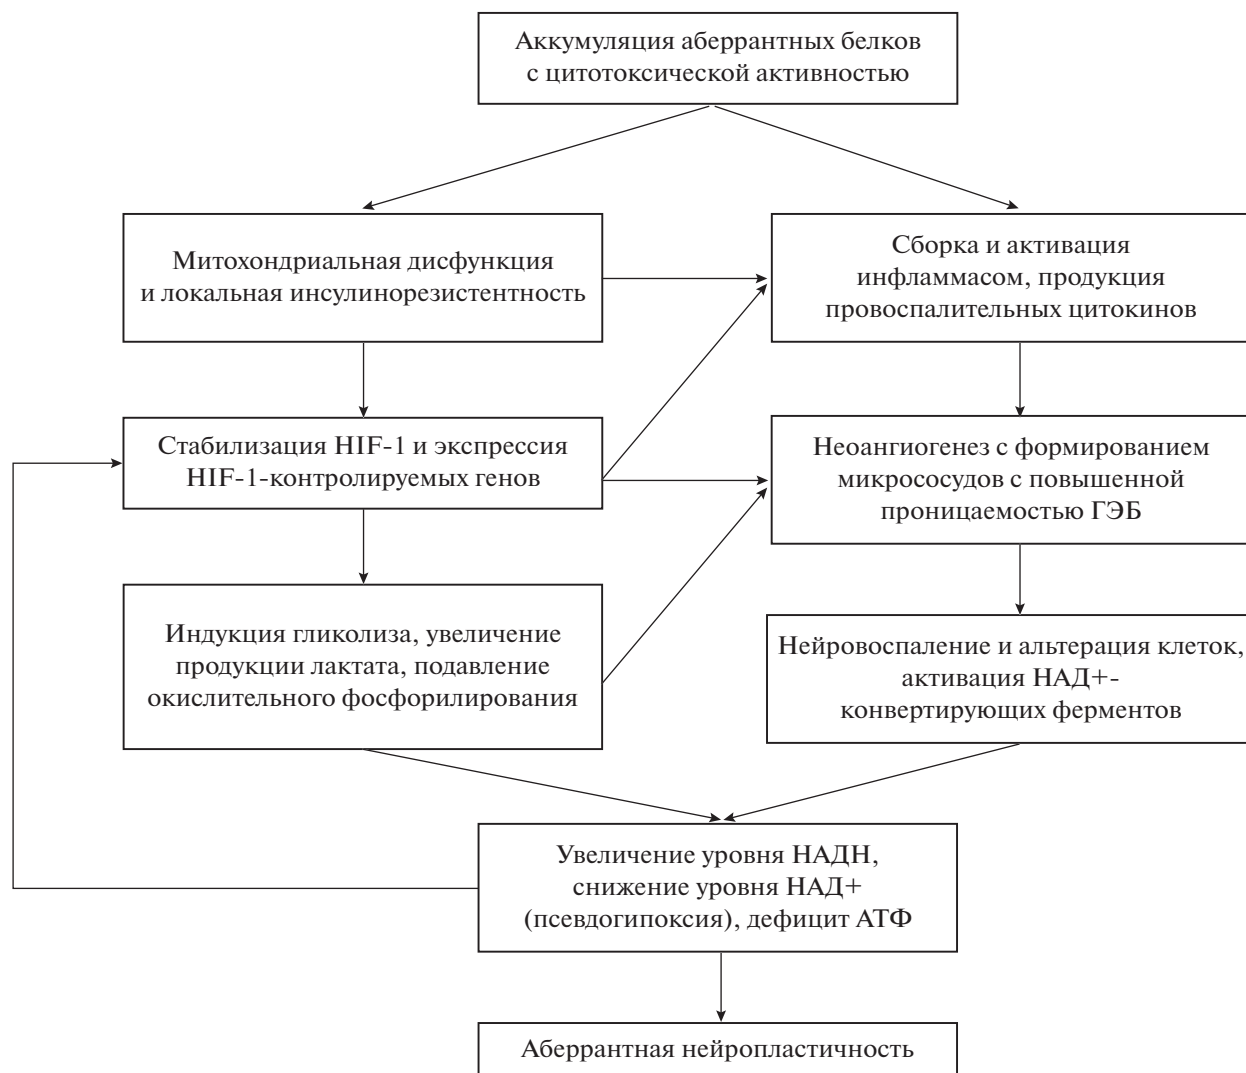 Аккумуляция аберрантных белков
с цитотоксической активностью
Митохондриальная дисфункция
и локальная инсулинорезистентность
Сборка и активация
инфламмасом, продукция
провоспалительных цитокинов
Стабилизация HIF-1 и экспрессия
HIF-1-контролируемых генов
Неоангиогенез с формированием
микрососудов с повышенной
проницаемостью ГЭБ
Индукция гликолиза, увеличение
продукции лактата, подавление
окислительного фосфорилирования
Нейровоспаление и альтерация клеток,
активация НАД+-
конвертирующих ферментов
Увеличение уровня НАДН,
снижение уровня НАД+
(псевдогипоксия), дефицит АТФ
Аберрантная нейропластичность